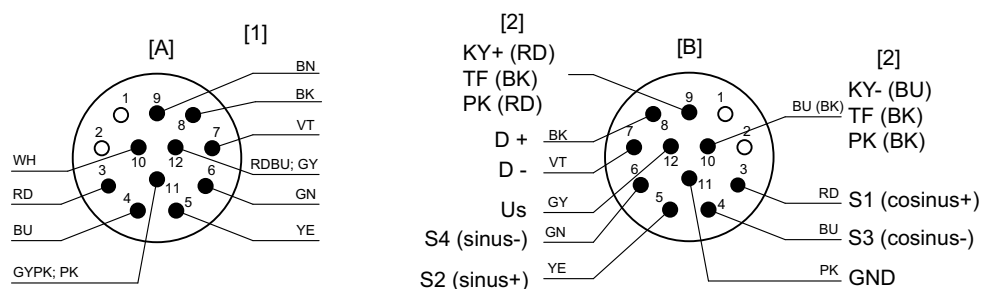 [1]
[A]
BN
1
9
BK
8
2
7
VT
WH
10
12
RDBU; GY
3
11
6
RD
GN
4
5
BU
YE
GYPK; PK
[2]
KY+ (RD)
TF (BK)
PK (RD)
[B]
[2]
KY- (BU)
TF (BK)
PK (BK)
9
1
BU (BK)
8
D + BK
7
2
D - VT
12
10
6
11
3
Us GY
RD S1 (cosinus+)
5
4
S4 (sinus-) GN
BU S3 (cosinus-)
S2 (sinus+) YE
PK GND